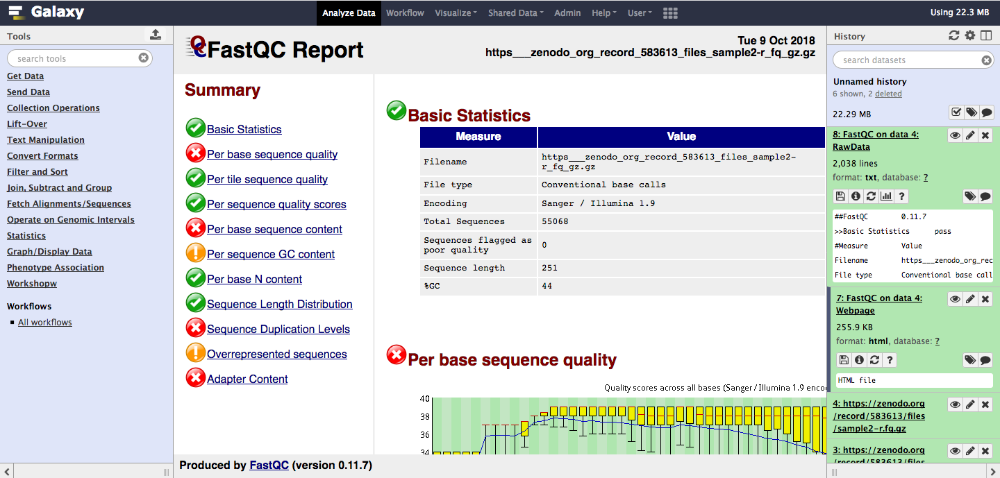 Galaxy
Analyze Data
Workflow
Visualize
Shared Data
Admin
Help
User
Using 22.3 MB
Tools
search tools
Get Data
Send Data
Collection Operations
Lift-Over
Text Manipulation
Convert Formats
Filter and Sort
Join, Subtract and Group
Fetch Alignments/Sequences
Operate on Genomic Intervals
Statistics
Graph/Display Data
Phenotype Association
Workshopw
Workflows
All workflows
FastQC Report
Tue 9 Oct 2018
https___zenodo_org_record_583613_files_sample2-r_fq_gz.gz
Summary
Basic Statistics
Per base sequence quality
Per tile sequence quality
Per sequence quality scores
Per base sequence content
Per sequence GC content
Per base N content
Sequence Length Distribution
Sequence Duplication Levels
Overrepresented sequences
Adapter Content
Basic Statistics
Measure Value
Filename https___zenodo_org_record_583613_files_sample2-
r_fq_gz.gz
File type Conventional base calls
Encoding Sanger / Illumina 1.9
Total Sequences 55068
Sequences flagged as
poor quality 0
Sequence length 251
%GC 44
Per base sequence quality
Quality scores across all bases (Sanger / Illumina 1.9 enco
40
38
36
34
Produced by FastQC (version 0.11.7)
History
search datasets
Unnamed history
6 shown, 2 deleted
22.29 MB
8: FastQC on data 4:
RawData
2,038 lines
format: txt, database: ?
##FastQC 0.11.7
>>Basic Statistics pass
#Measure Value
Filename https___zenodo_org_rec
File type Conventional base call
7: FastQC on data 4:
Webpage
255.9 KB
format: html, database: ?
HTML file
4: https://zenodo.org
/record/583613/files
/sample2-r.fq.gz
3: https://zenodo.org
/record/583613/files